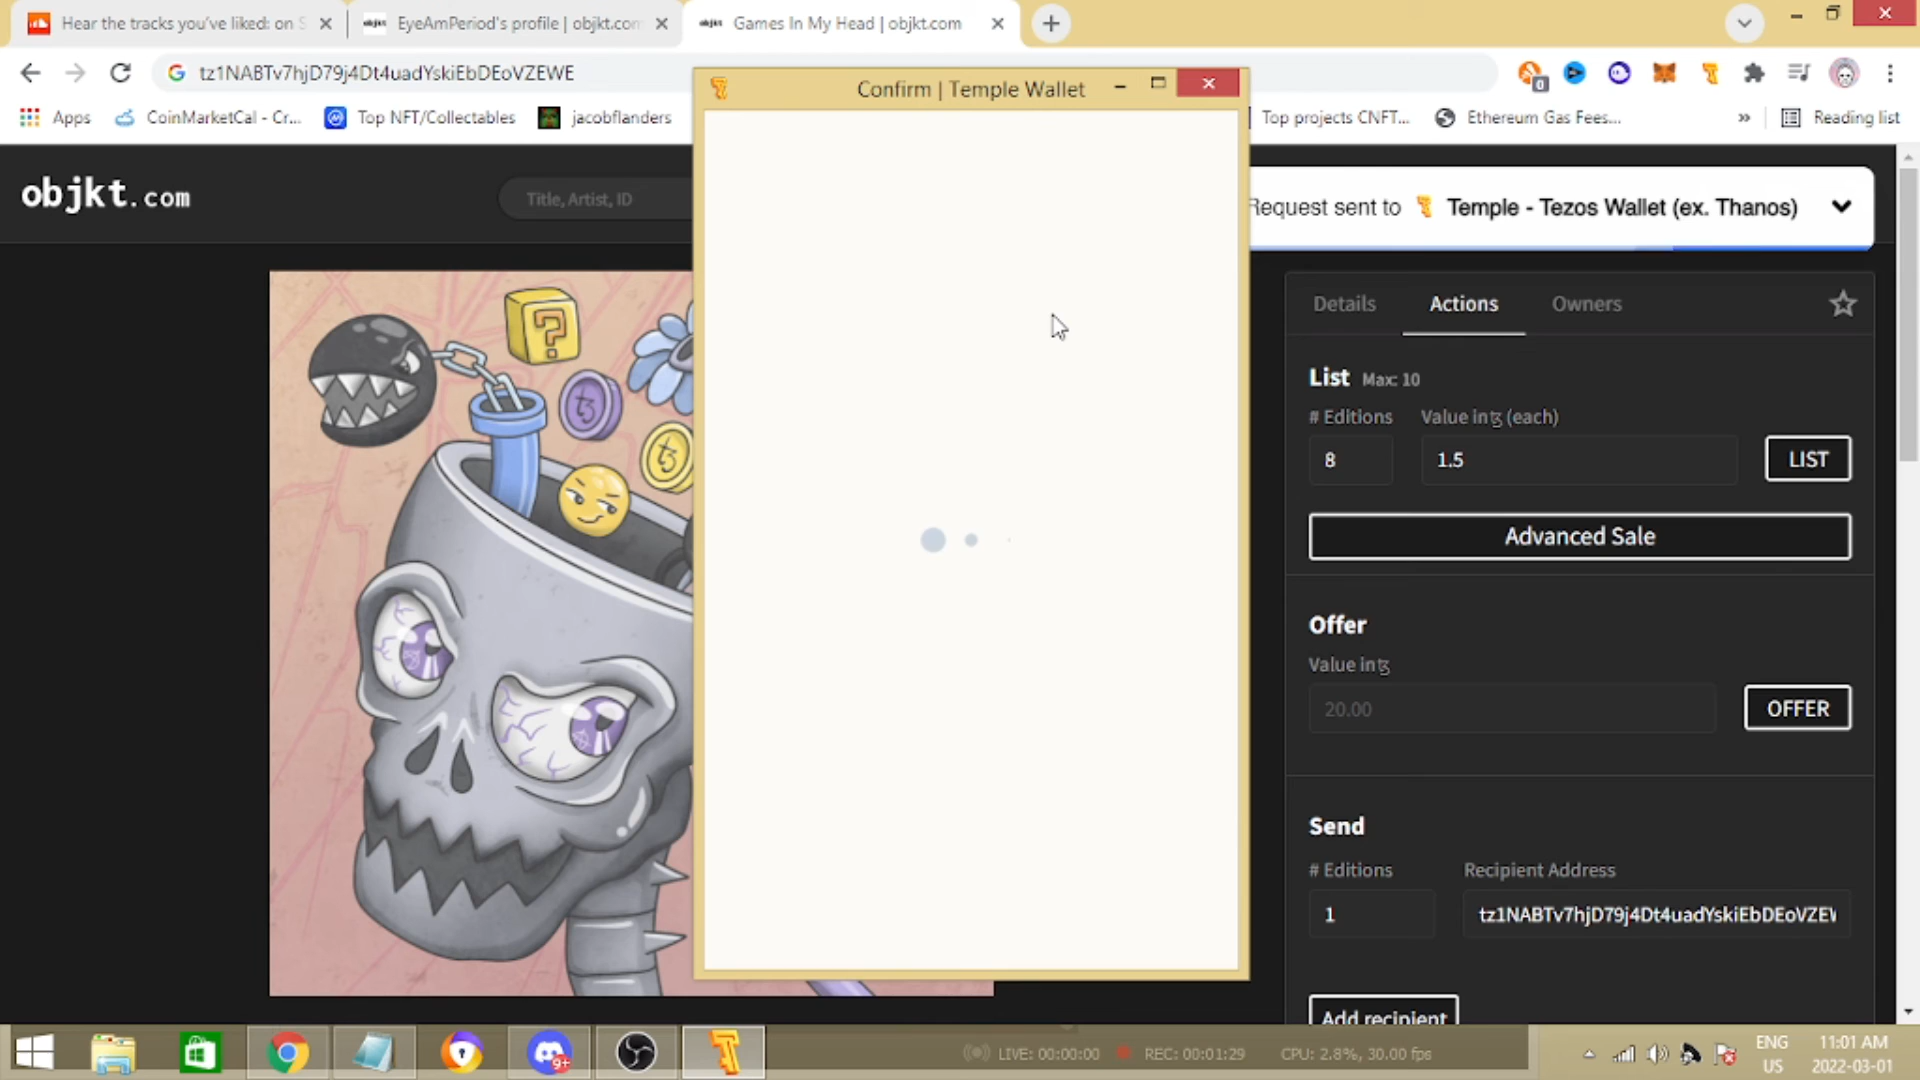 Hear the tracks you've liked: on S
EyeAmPeriod's profile | objkt.com
Games In My Head | objkt.com
tz1NABTv7hjD79j4Dt4uadYskiEbDEoVZEWE
Confirm | Temple Wallet
0
Apps
CoinMarketCal - Cr...
Top NFT/Collectables
jacobflanders
Top projects CNFT...
Ethereum Gas Fees...
»
Reading list
objkt.com
Title, Artist, ID
Request sent to Temple - Tezos Wallet (ex. Thanos)
?
Details
Actions
Owners
List Max: 10
# Editions
Value in ꜩ (each)
8
1.5
LIST
Advanced Sale
Offer
Value in ꜩ
20.00
OFFER
Send
# Editions
Recipient Address
1
tz1NABTv7hjD79j4Dt4uadYskiEbDEoVZEV
Add recipient
9+
LIVE: 00:00:00
REC: 00:01:29
CPU: 2.8%, 30.00 fps
ENG
US
11:01 AM
2022-03-01